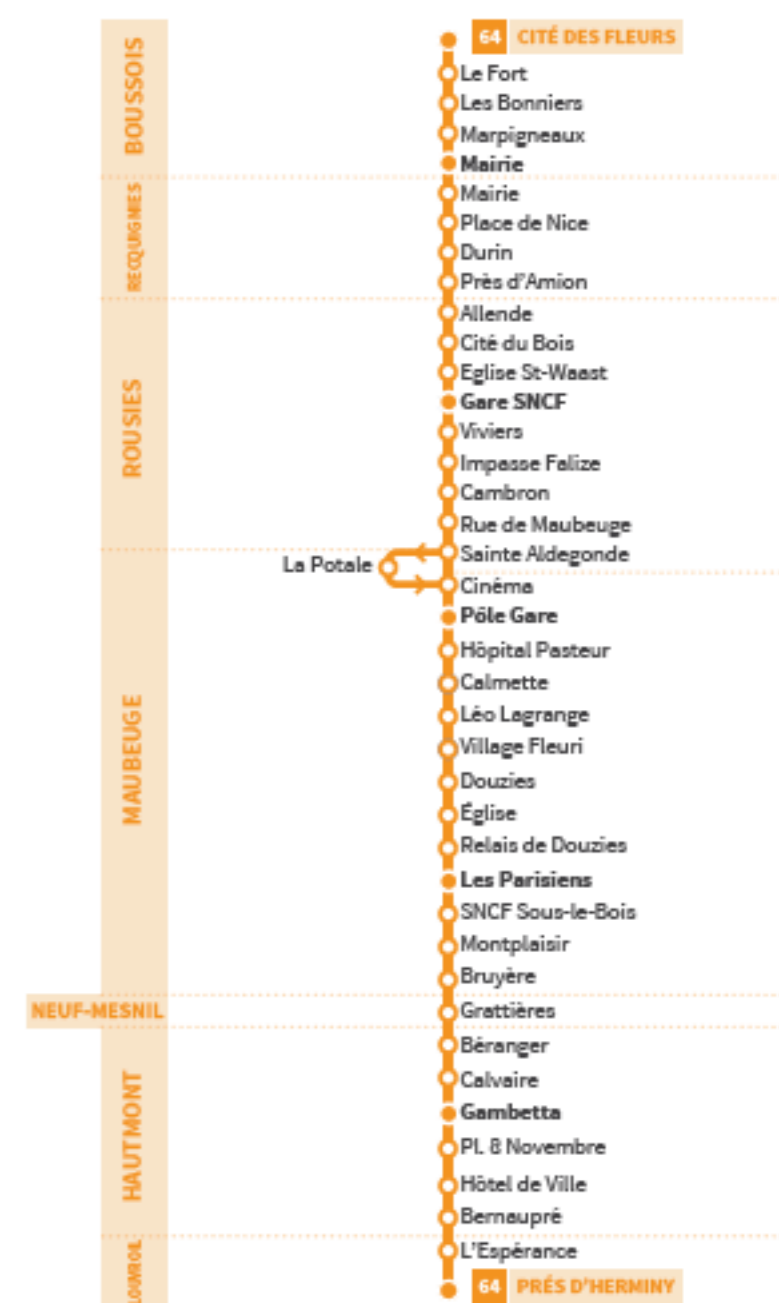 BOUSSOIS
64 CITÉ DES FLEURS
Le Fort
Les Bonniers
Marpigneaux
Mairie
RECQUIGNIES
Mairie
Place de Nice
Durin
Près d'Amion
ROUSIES
Allende
Cité du Bois
Eglise St-Waast
Gare SNCF
Viviers
Impasse Falize
Cambron
Rue de Maubeuge
Sainte Aldegonde
MAUBEUGE
La Potale
Cinéma
Pôle Gare
Hôpital Pasteur
Calmette
Léo Lagrange
Village Fleuri
Douzies
Église
Relais de Douzies
Les Parisiens
SNCF Sous-le-Bois
Montplaisir
Bruyère
NEUF-MESNIL
Grattières
HAUTMONT
Béranger
Calvaire
Gambetta
Pl. 8 Novembre
Hôtel de Ville
Bernaupré
LOUVROIL
L'Espérance
64 PRÉS D'HERMINY